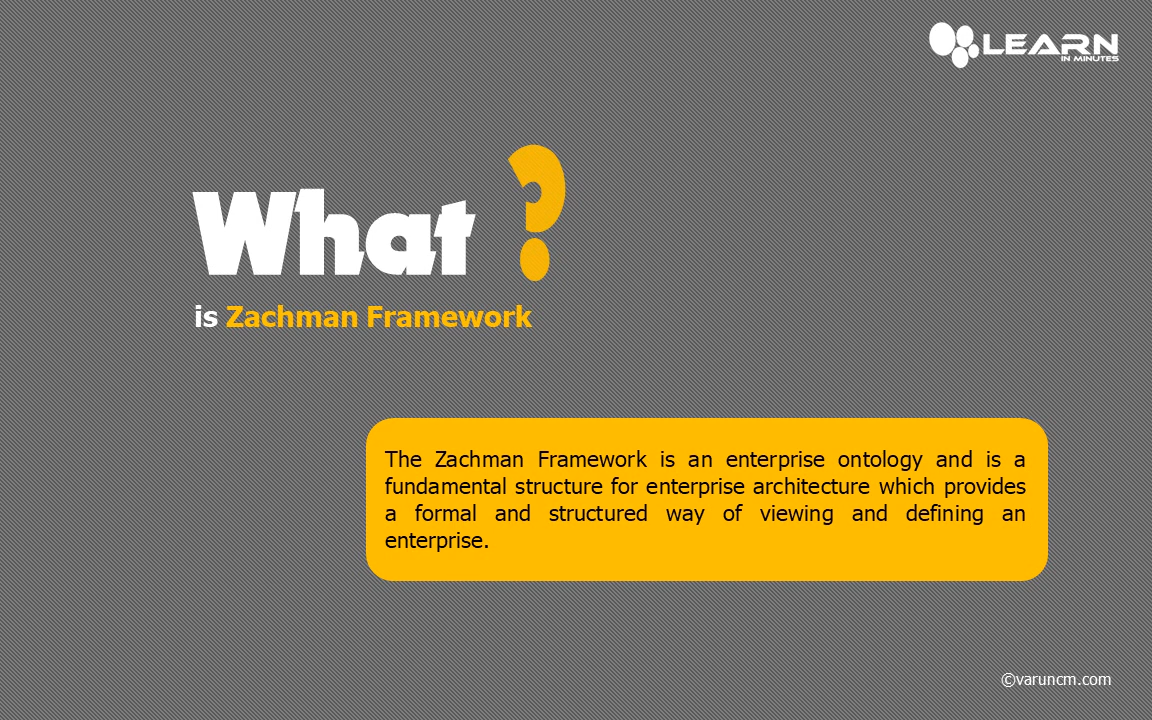 LEARN
IN MINUTES
What ?
is Zachman Framework
The Zachman Framework is an enterprise ontology and is a
fundamental structure for enterprise architecture which provides
a formal and structured way of viewing and defining an
enterprise.
©varuncm.com